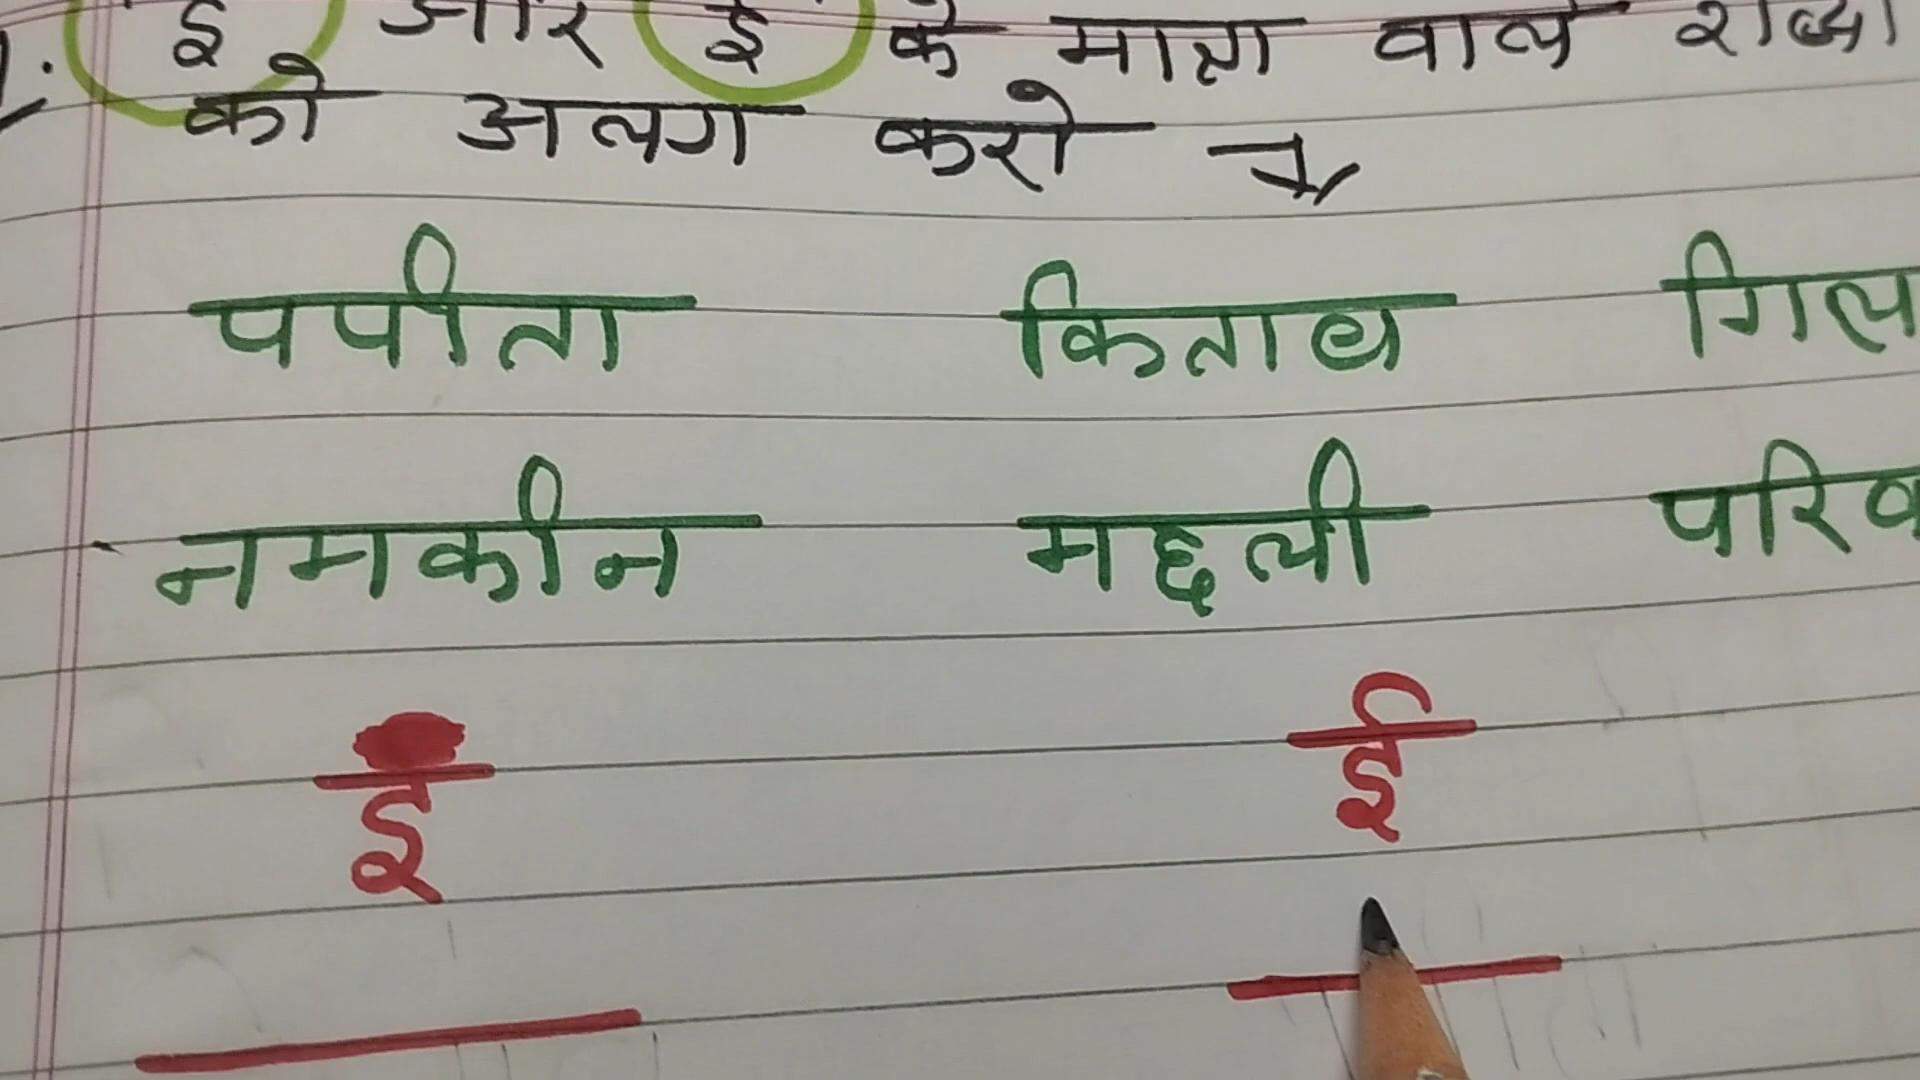 इ और ई के मात्रा वाले शब्दों
को अलग करो
पपीता किताब
नमकीन मछली
इ ई